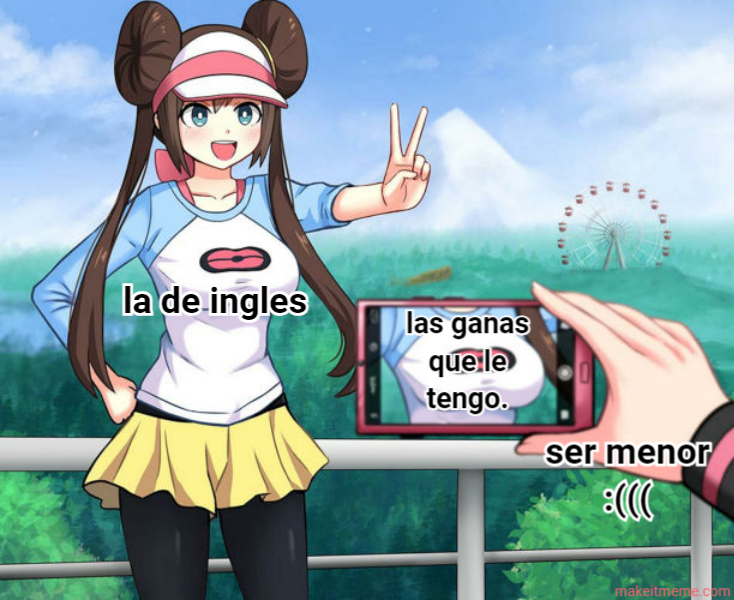 la de ingles
las ganas
que le
tengo.
ser menor
:(((
makeitmeme.com